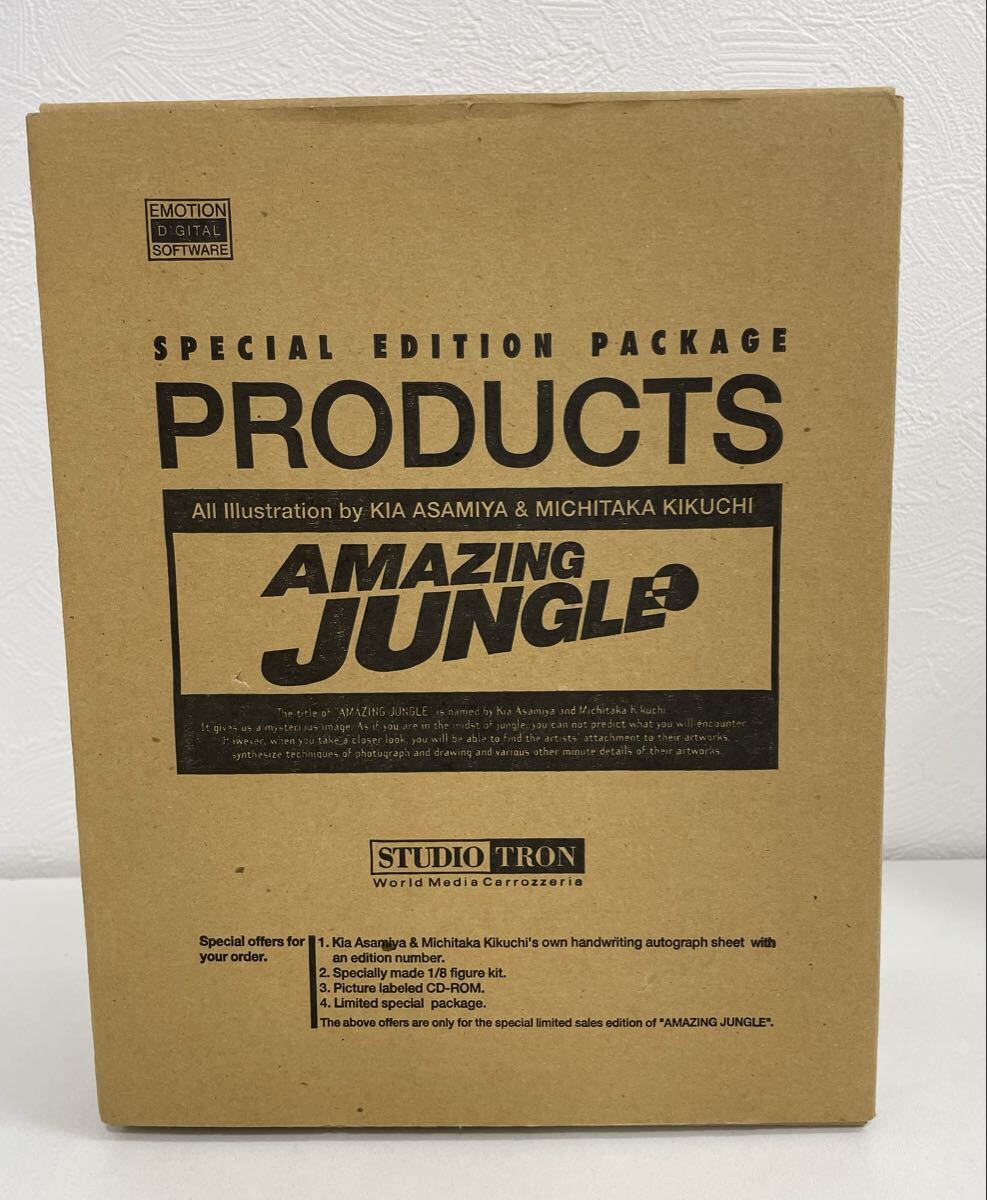 EMOTION
DIGITAL
SOFTWARE
SPECIAL EDITION PACKAGE
PRODUCTS
All Illustration by KIA ASAMIYA & MICHITAKA KIKUCHI
AMAZING
JUNGLE
The title of "AMAZING JUNGLE" is named by Kia Asamiya and Michitaka Kikuchi.
It gives us a mysterious image. As if you are in the midst of jungle, you can not predict what you will encounter.
However, when you take a closer look, you will be able to find the artists' attachment to their artworks,
synthesize techniques of photograph and drawing and various other minute details of their artworks.
STUDIO TRON
World Media Carrozzeria
Special offers for
your order.
1. Kia Asamiya & Michitaka Kikuchi's own handwriting autograph sheet with
an edition number.
2. Specially made 1/8 figure kit.
3. Picture labeled CD-ROM.
4. Limited special package.
The above offers are only for the special limited sales edition of "AMAZING JUNGLE".